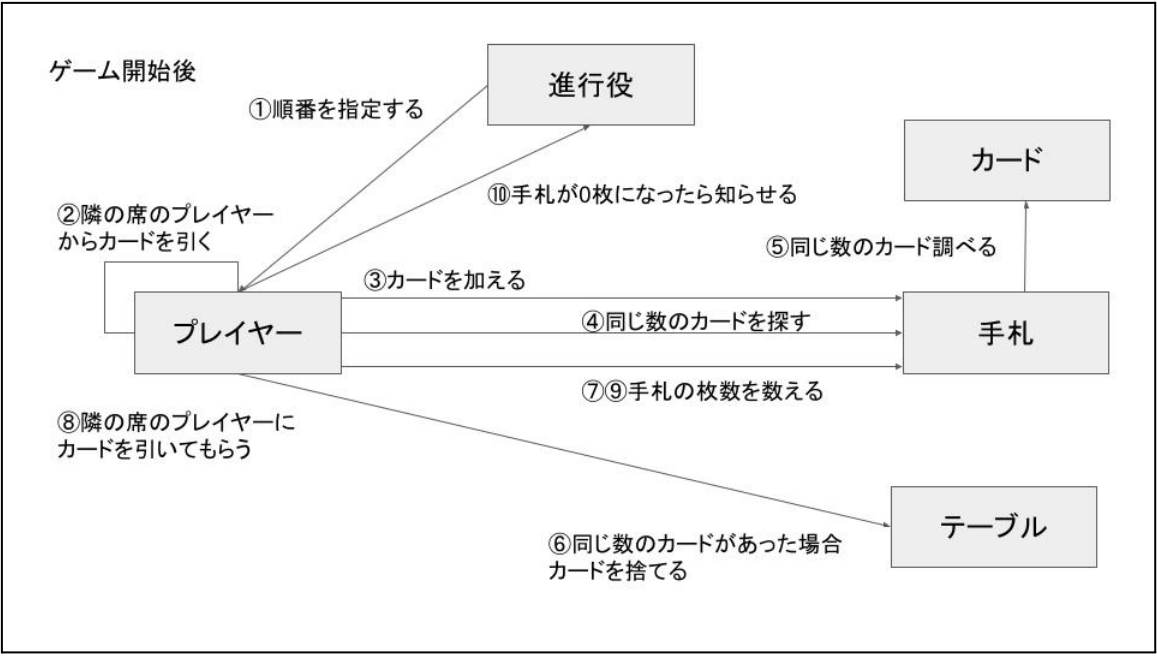 ゲーム開始後
進行役
①順番を指定する
カード
⑩手札が0枚になったら知らせる
②隣の席のプレイヤー
からカードを引く
⑤同じ数のカード調べる
③カードを加える
④同じ数のカードを探す
プレイヤー
手札
⑦⑨手札の枚数を数える
⑧隣の席のプレイヤーに
カードを引いてもらう
テーブル
⑥同じ数のカードがあった場合
カードを捨てる